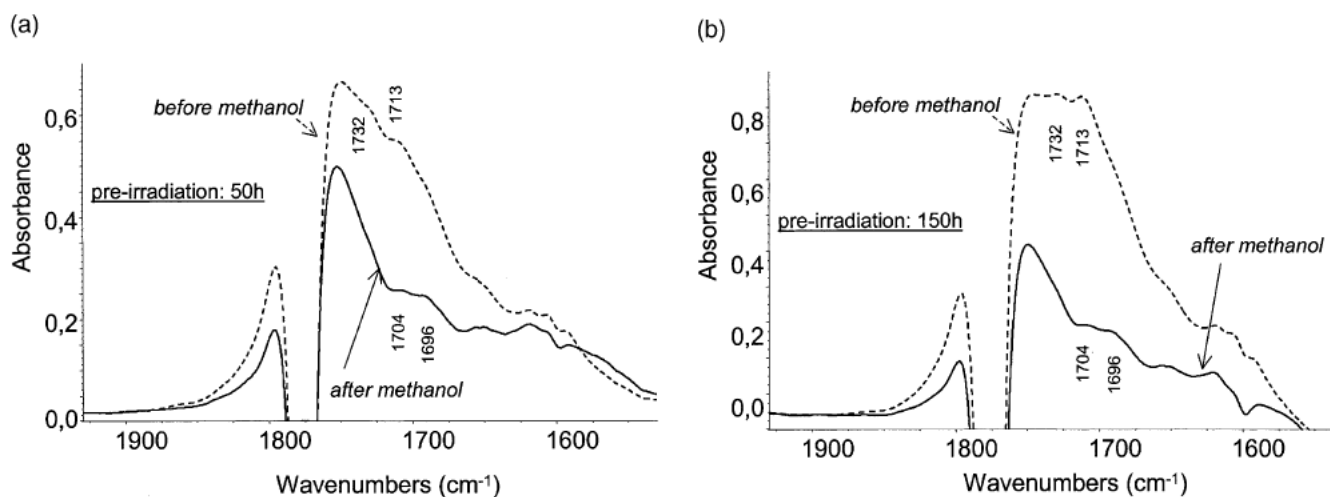 (a)
before methanol
1732
1713
pre-irradiation: 50h
Absorbance
0,6
0,4
0,2
0,0
1704
1696
after methanol
1900
1800
1700
1600
Wavenumbers (cm-1)
(b)
before methanol
1732
1713
pre-irradiation: 150h
after methanol
Absorbance
0,8
0,6
0,4
0,2
0,0
1704
1696
1900
1800
1700
1600
Wavenumbers (cm-1)